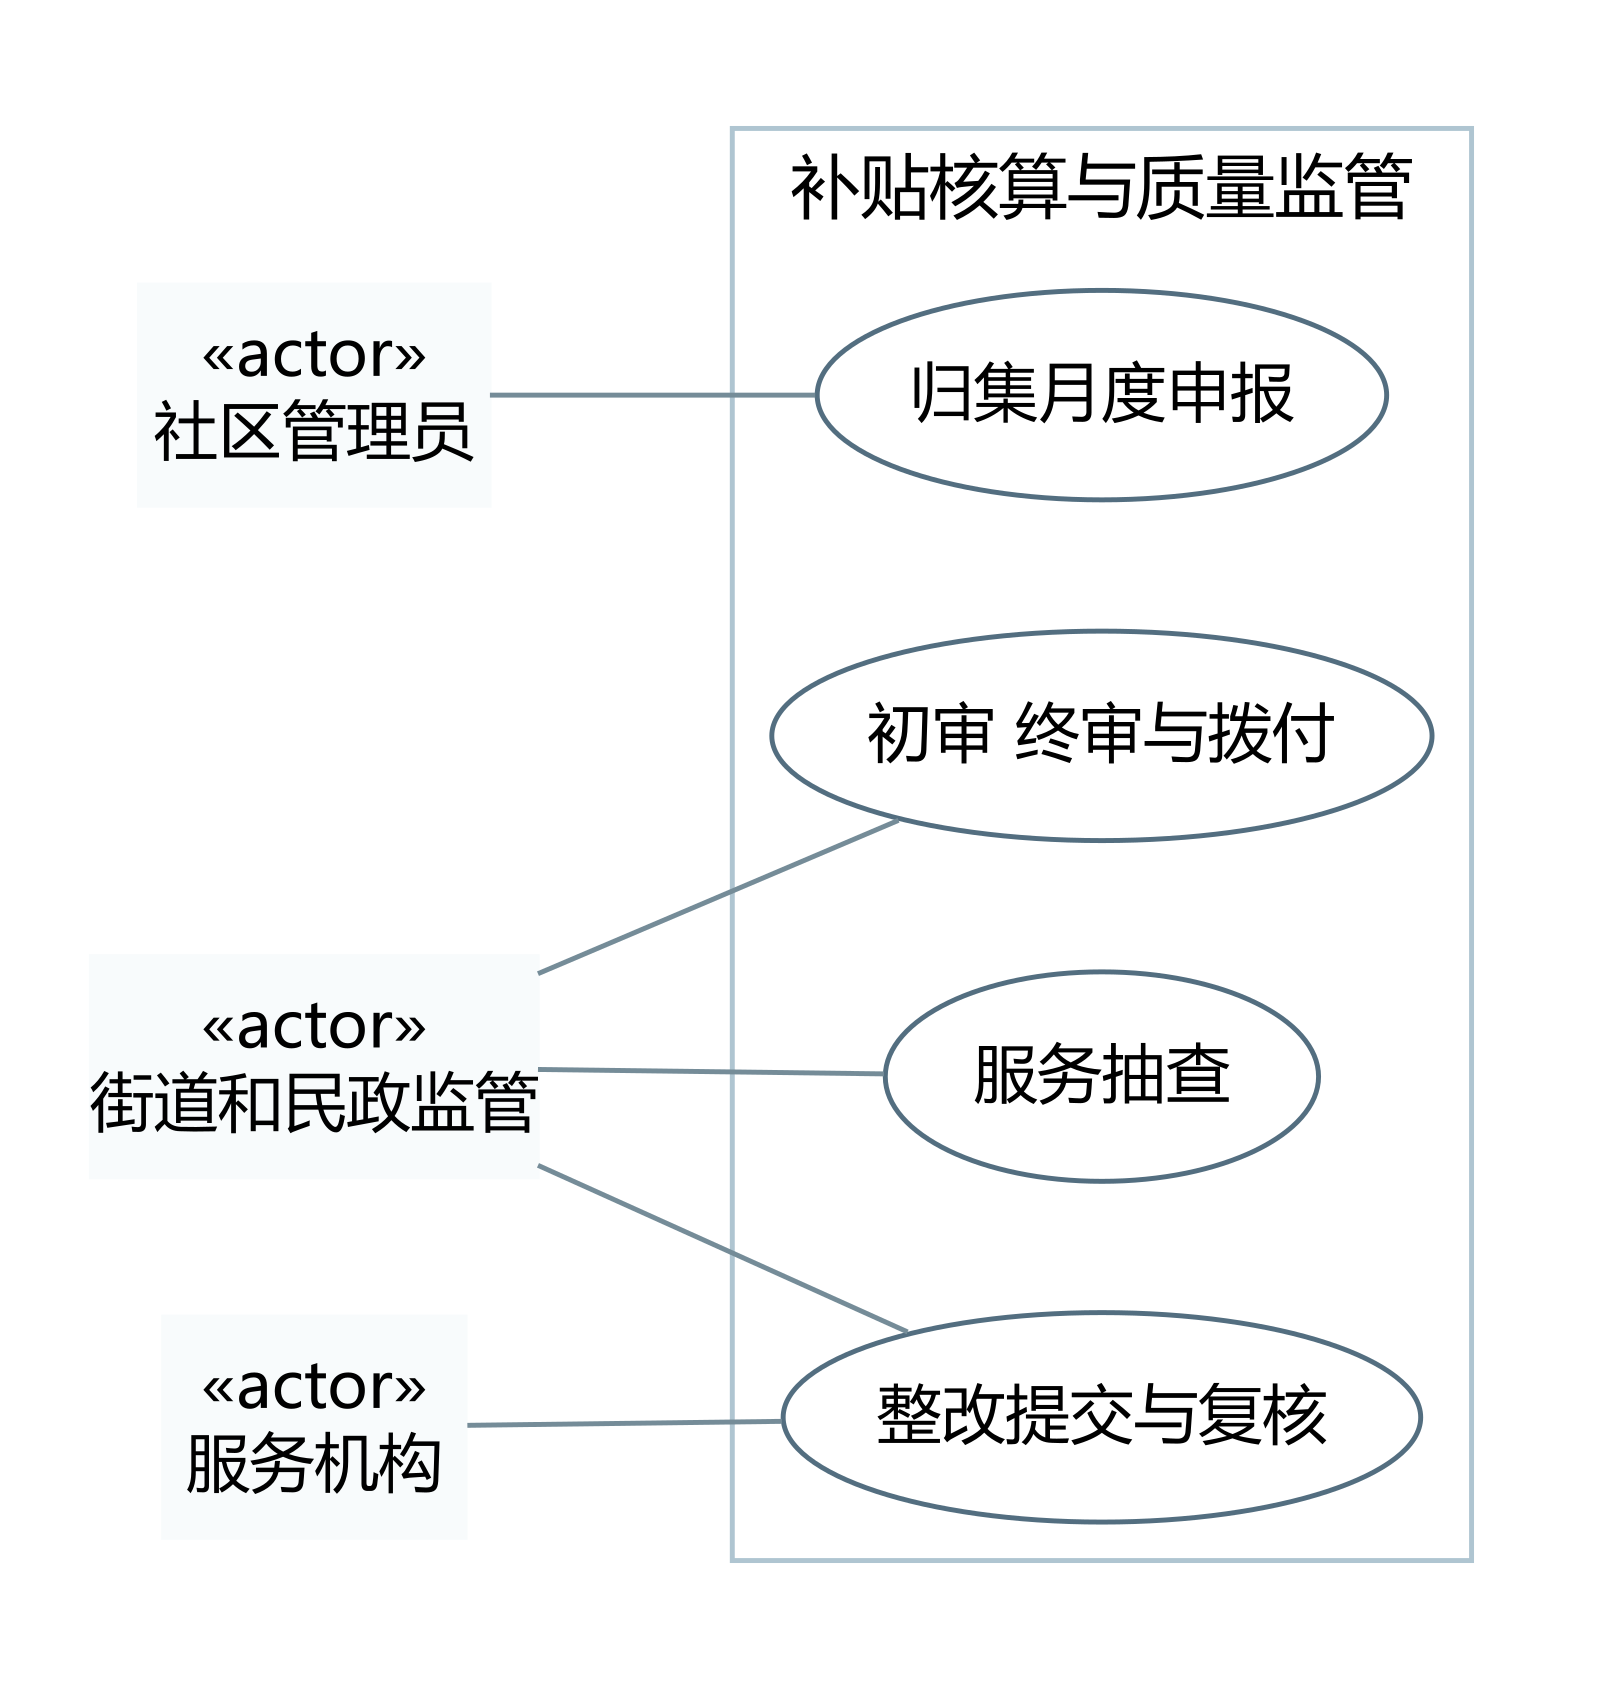 补贴核算与质量监管
«actor»
社区管理员
归集月度申报
初审 终审与拨付
«actor»
街道和民政监管
服务抽查
«actor»
服务机构
整改提交与复核